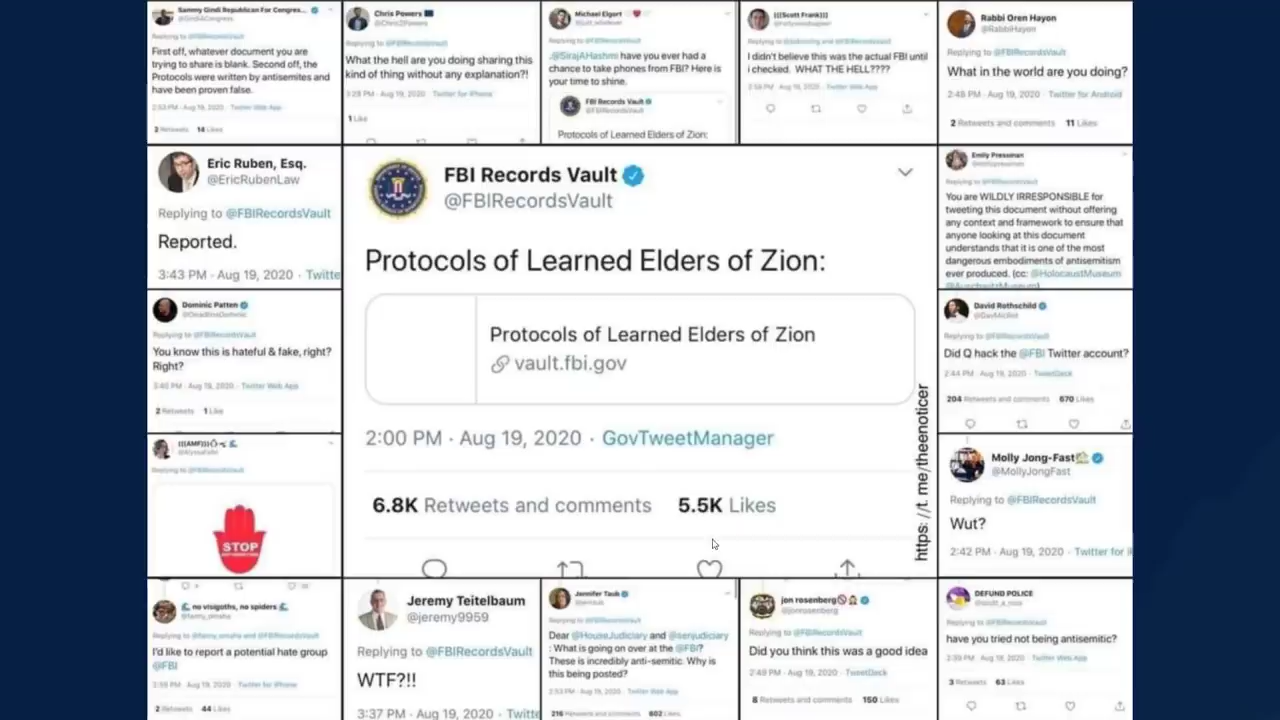 Sammy Gindi Republican For Congres...
@GindiACongress
Replying to @FBIRecordsVault
First off, whatever document you are
trying to share is blank. Second off, the
Protocols were written by antisemites and
have been proven false.
2:53 PM · Aug 19, 2020 · Twitter Web App
3 Retweets 14 Likes
Chris Powers
Replying to @FBIRecordsVault
What the hell are you doing sharing this
kind of thing without any explanation?!
3:28 PM · Aug 19, 2020 · Twitter for iPhone
1 Like
Michael Elgort
Replying to @FBIRecordsVault
.@SirajAHashmi have you ever had a
chance to take phones from FBI? Here is
your time to shine.
FBI Records Vault
@FBIRecordsVault
Protocols of Learned Elders of Zion:
(((Scott Frank)))
I didn't believe this was the actual FBI until
i checked. WHAT THE HELL????
2:58 PM · Aug 19, 2020 · Twitter Web App
Rabbi Oren Hayon
@RabbiHayon
Replying to @FBIRecordsVault
What in the world are you doing?
2:48 PM · Aug 19, 2020 · Twitter for Android
2 Retweets and comments 11 Likes
Eric Ruben, Esq.
@EricRubenLaw
Replying to @FBIRecordsVault
Reported.
3:43 PM · Aug 19, 2020 · Twitte
FBI Records Vault
@FBIRecordsVault
Protocols of Learned Elders of Zion:
Protocols of Learned Elders of Zion
vault.fbi.gov
2:00 PM · Aug 19, 2020 · GovTweetManager
6.8K Retweets and comments 5.5K Likes
https: //t. me/theenoticer
Emily Pressman
Replying to @FBIRecordsVault
You are WILDLY IRRESPONSIBLE for
tweeting this document without offering
any context and framework to ensure that
anyone looking at this document
understands that it is one of the most
dangerous embodiments of antisemitism
ever produced. (cc: @HolocaustMuseum
@AuschwitzMuseum)
Dominic Patten
@DeadlineDominic
Replying to @FBIRecordsVault
You know this is hateful & fake, right?
Right?
3:40 PM · Aug 19, 2020 · Twitter Web App
2 Retweets 1 Like
David Rothschild
@DavMicRot
Replying to @FBIRecordsVault
Did Q hack the @FBI Twitter account?
2:44 PM · Aug 19, 2020 · TweetDeck
204 Retweets and comments 670 Likes
Replying to @FBIRecordsVault
STOP
Molly Jong-Fast
@MollyJongFast
Replying to @FBIRecordsVault
Wut?
2:42 PM · Aug 19, 2020 · Twitter for i
no visigoths, no spiders
Replying to @fanny_omaha and @FBIRecordsVault
I'd like to report a potential hate group
@FBI
2:59 PM · Aug 19, 2020 · Twitter for iPhone
2 Retweets 44 Likes
Jeremy Teitelbaum
@jeremy9959
Replying to @FBIRecordsVault
WTF?!!
3:37 PM · Aug 19, 2020 · Twitte
Jennifer Taub
@jentaub
Replying to @FBIRecordsVault
Dear @HouseJudiciary and @senjudiciary
: What is going on over at the @FBI?
These is incredibly anti-semitic. Why is
this being posted?
2:53 PM · Aug 19, 2020 · Twitter Web App
216 Retweets and comments 602 Likes
jon rosenberg
@jonrosenberg
Replying to @FBIRecordsVault
Did you think this was a good idea
2:49 PM · Aug 19, 2020 · TweetDeck
8 Retweets and comments 150 Likes
DEFUND POLICE
Replying to @FBIRecordsVault
have you tried not being antisemitic?
2:39 PM · Aug 19, 2020 · Twitter Web App
3 Retweets 63 Likes